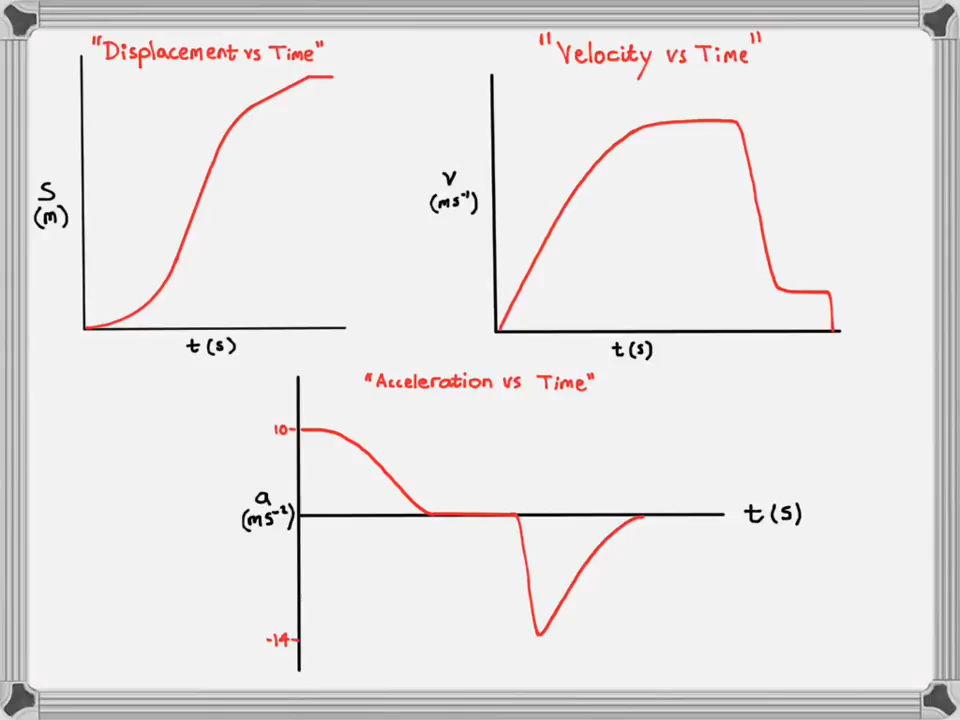 "Displacement vs Time"
S
(m)
t(s)
"Velocity vs Time"
v
(ms⁻¹)
t(s)
"Acceleration vs Time"
10
a
(ms⁻²)
t(s)
-14